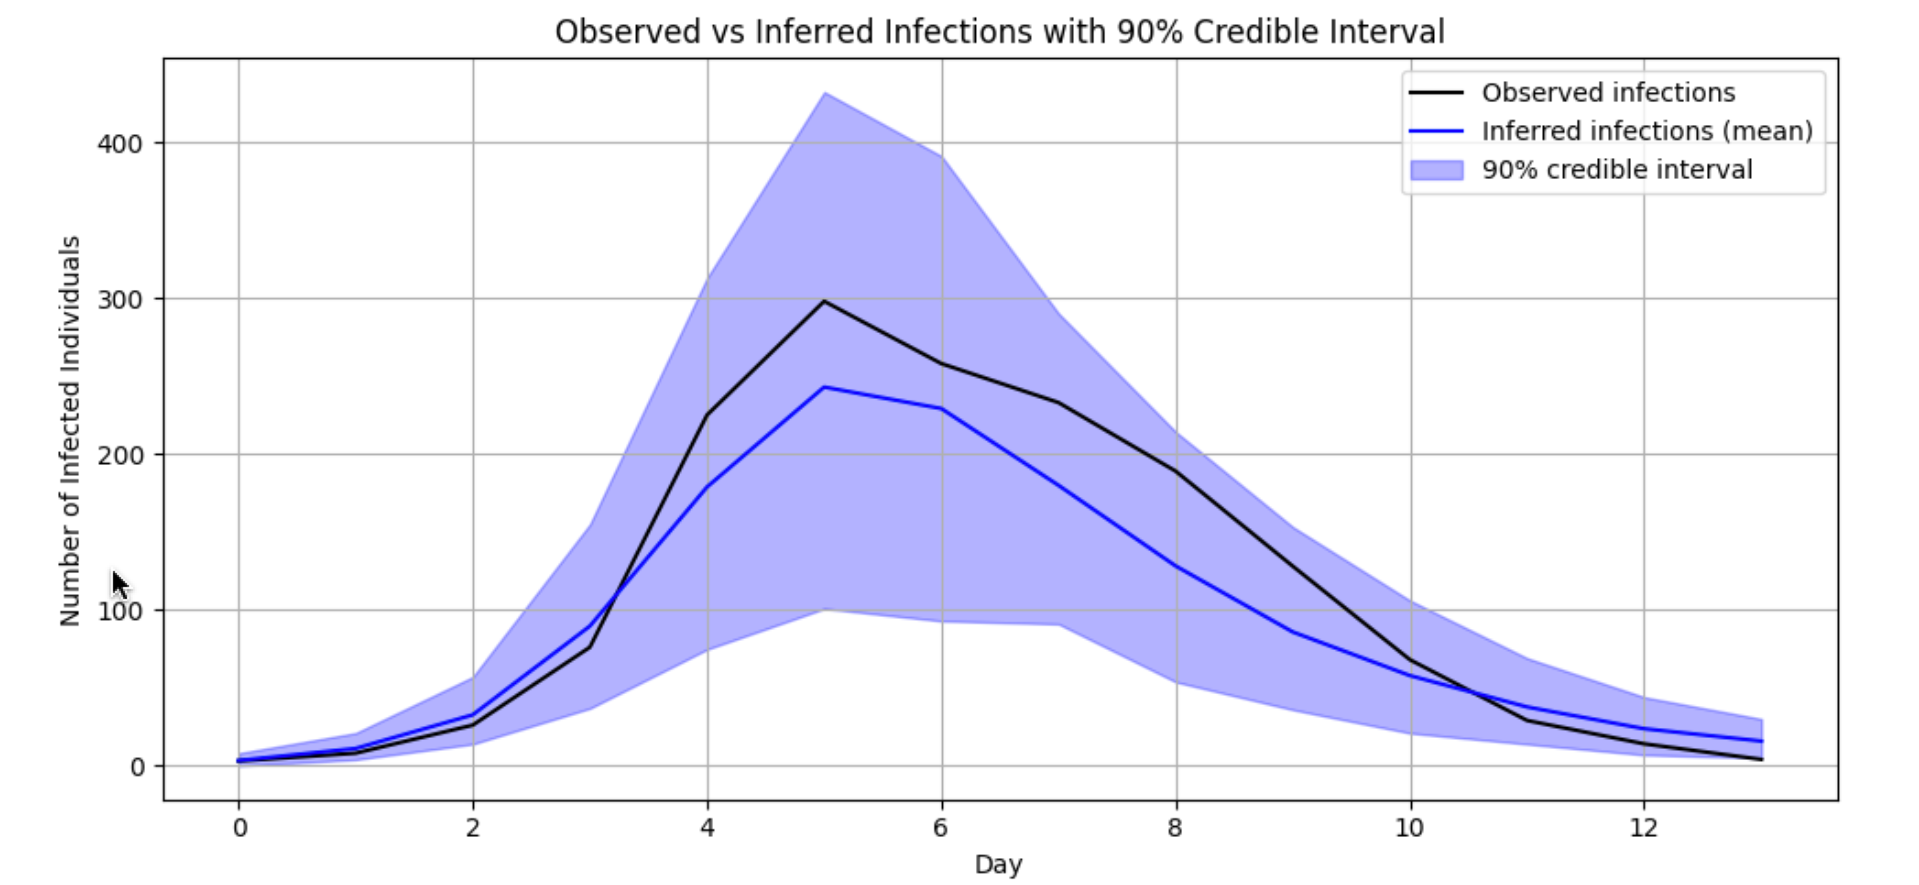 Observed vs Inferred Infections with 90% Credible Interval
Observed infections
Inferred infections (mean)
90% credible interval
Number of Infected Individuals
400
300
200
100
0
0 2 4 6 8 10 12
Day